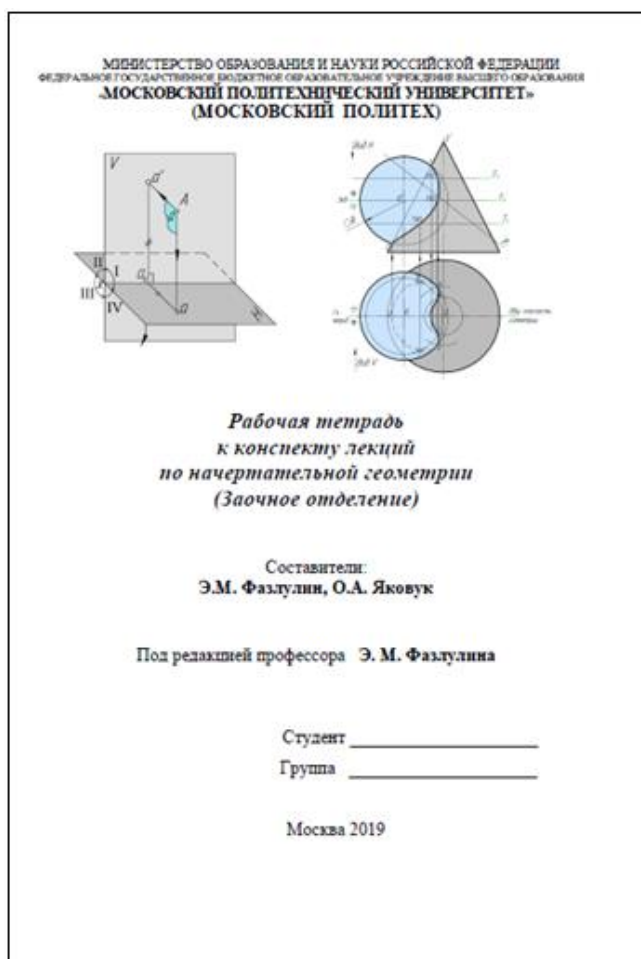 МИНИСТЕРСТВО ОБРАЗОВАНИЯ И НАУКИ РОССИЙСКОЙ ФЕДЕРАЦИИ
ФЕДЕРАЛЬНОЕ ГОСУДАРСТВЕННОЕ БЮДЖЕТНОЕ ОБРАЗОВАТЕЛЬНОЕ УЧРЕЖДЕНИЕ ВЫСШЕГО ОБРАЗОВАНИЯ
«МОСКОВСКИЙ ПОЛИТЕХНИЧЕСКИЙ УНИВЕРСИТЕТ»
(МОСКОВСКИЙ ПОЛИТЕХ)
V
a'
A
II
I
III
IV
a
H
Рабочая тетрадь
к конспекту лекций
по начертательной геометрии
(Заочное отделение)
Составители:
Э.М. Фазлулин, О.А. Яковук
Под редакцией профессора Э. М. Фазлулина
Студент
Группа
Москва 2019